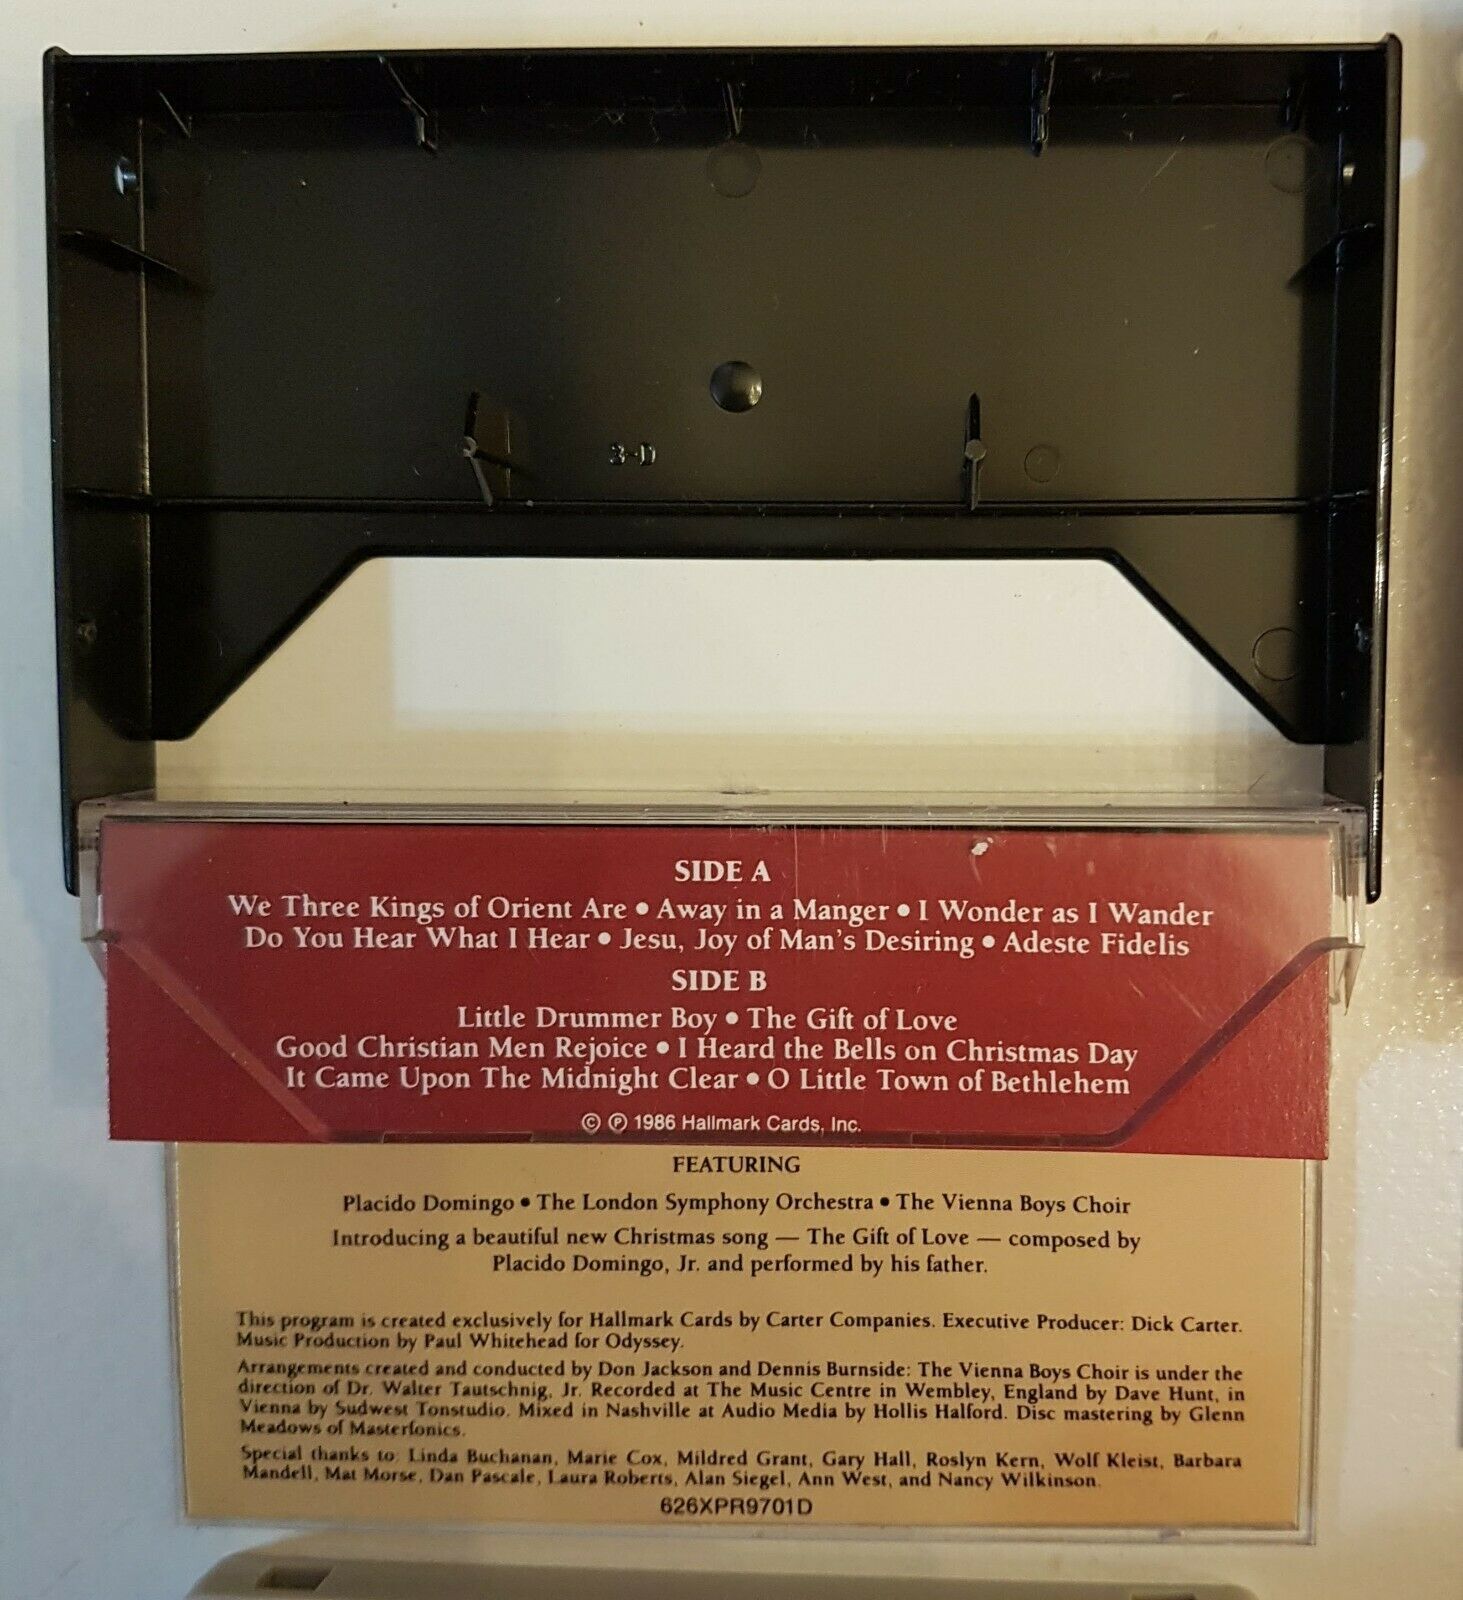 3-D
SIDE A
We Three Kings of Orient Are • Away in a Manger • I Wonder as I Wander
Do You Hear What I Hear • Jesu, Joy of Man's Desiring • Adeste Fidelis
SIDE B
Little Drummer Boy • The Gift of Love
Good Christian Men Rejoice • I Heard the Bells on Christmas Day
It Came Upon The Midnight Clear • O Little Town of Bethlehem
© ℗ 1986 Hallmark Cards, Inc.
FEATURING
Placido Domingo • The London Symphony Orchestra • The Vienna Boys Choir
Introducing a beautiful new Christmas song — The Gift of Love — composed by
Placido Domingo, Jr. and performed by his father.
This program is created exclusively for Hallmark Cards by Carter Companies. Executive Producer: Dick Carter.
Music Production by Paul Whitehead for Odyssey.
Arrangements created and conducted by Don Jackson and Dennis Burnside: The Vienna Boys Choir is under the
direction of Dr. Walter Tautschnig, Jr. Recorded at The Music Centre in Wembley, England by Dave Hunt, in
Vienna by Sudwest Tonstudio. Mixed in Nashville at Audio Media by Hollis Halford. Disc mastering by Glenn
Meadows of Masterfonics.
Special thanks to: Linda Buchanan, Marie Cox, Mildred Grant, Gary Hall, Roslyn Kern, Wolf Kleist, Barbara
Mandell, Mat Morse, Dan Pascale, Laura Roberts, Alan Siegel, Ann West, and Nancy Wilkinson.
626XPR9701D